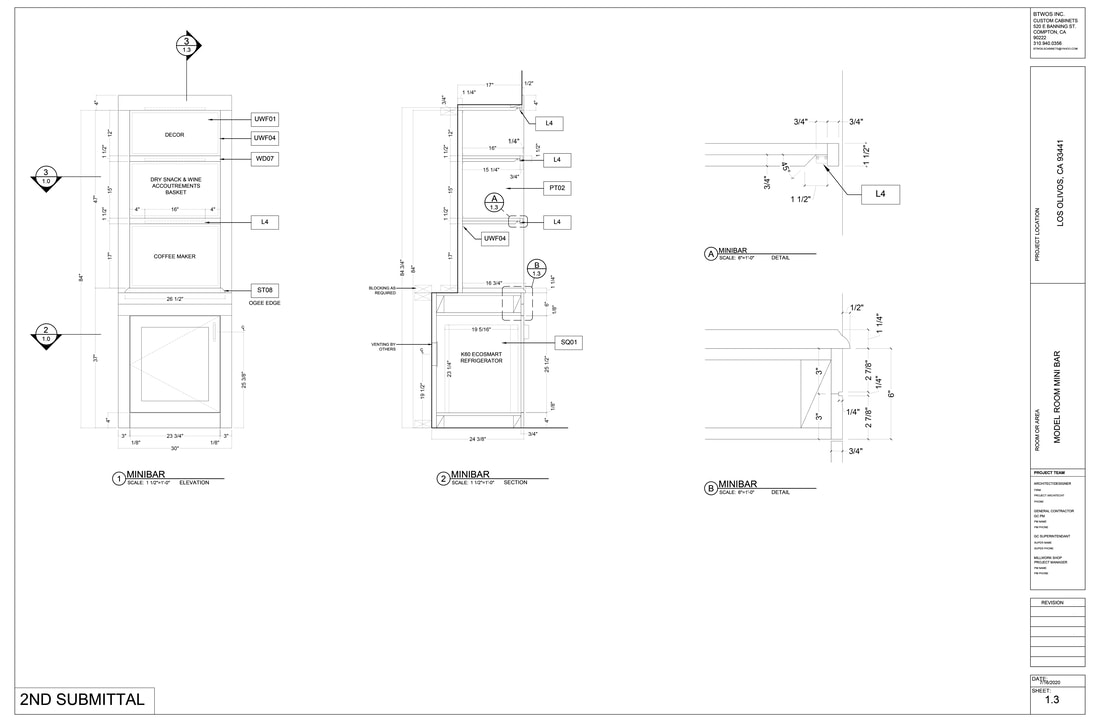 3
1.3
4"
DECOR
12"
UWF01
UWF04
1 1/2"
WD07
3
1.0
DRY SNACK & WINE
ACCOUTREMENTS
BASKET
15"
47"
4"
16"
4"
1 1/2"
L4
COFFEE MAKER
17"
84"
ST08
OGEE EDGE
26 1/2"
2
1.0
37"
25 3/8"
4"
3"
23 3/4"
3"
1/8"
1/8"
30"
1
MINIBAR
SCALE: 1 1/2"=1'-0"
ELEVATION
17"
1/2"
1 1/4"
3/4"
4"
L4
12"
1/4"
16"
1 1/2"
1 1/2"
L4
15 1/4"
3/4"
15"
PT02
A
1.3
1 1/2"
L4
UWF04
17"
84 3/4"
84"
B
1.3
BLOCKING AS
REQUIRED
16 3/4"
1 1/4"
6"
1/8"
19 5/16"
SQ01
VENTING BY
OTHERS
K60 ECOSMART
REFRIGERATOR
23 1/4"
25 1/2"
19 1/2"
1/8"
4"
3/4"
24 3/8"
2
MINIBAR
SCALE: 1 1/2"=1'-0"
SECTION
3/4"
3/4"
1 1/2"
45°
3/4"
L4
1 1/2"
A
MINIBAR
SCALE: 6"=1'-0"
DETAIL
1/2"
1 1/4"
3"
2 7/8"
1/4"
6"
3"
1/4"
2 7/8"
3/4"
B
MINIBAR
SCALE: 6"=1'-0"
DETAIL
BTWOS INC.
CUSTOM CABINETS
520 E BANNING ST.
COMPTON, CA
90222
310.940.0356
PROJECT LOCATION
LOS OLIVOS, CA 93441
ROOM OR AREA
MODEL ROOM MINI BAR
PROJECT TEAM
ARCHITECT/DESIGNER
FIRM
PROJECT ARCHITECT
PHONE
GENERAL CONTRACTOR
GC PM
PM NAME
PM PHONE
GC SUPERINTENDANT
SUPER NAME
SUPER PHONE
MILLWORK SHOP
PROJECT MANAGER
PM NAME
PM PHONE
REVISION
DATE:
7/16/2020
SHEET:
1.3
2ND SUBMITTAL